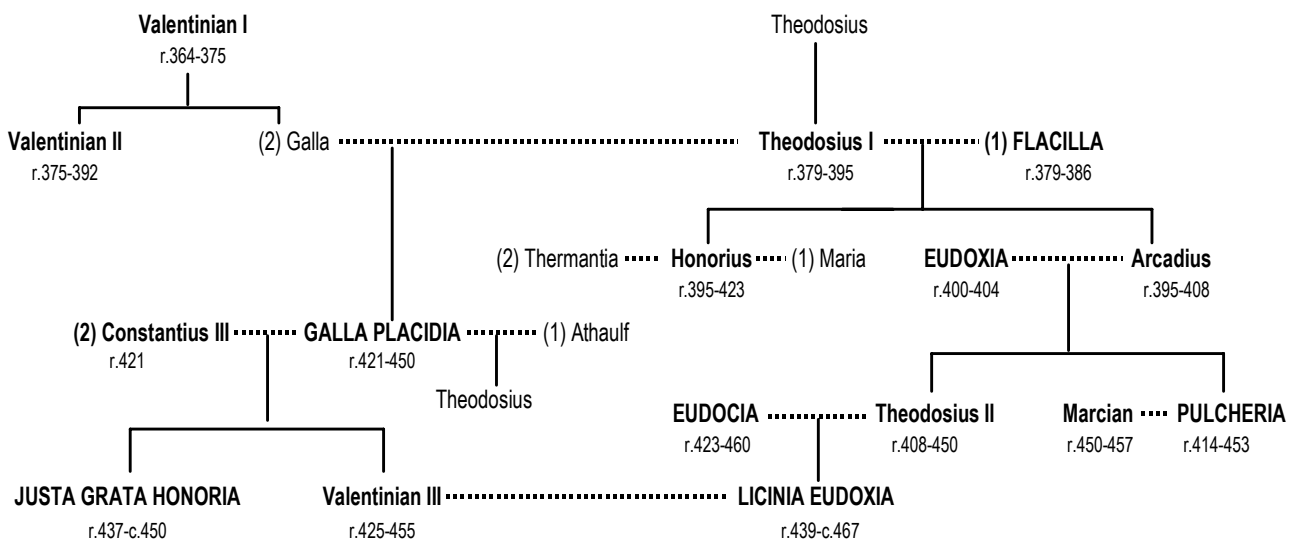 Valentinian I
Theodosius
r.364-375
Valentinian II
(2) Galla
Theodosius I
(1) FLACILLA
r.375-392
r.379-395
r.379-386
(2) Thermantia
Honorius
(1) Maria
EUDOXIA
Arcadius
r.395-423
r.400-404
r.395-408
(2) Constantius III
GALLA PLACIDIA
(1) Athaulf
r.421
r.421-450
Theodosius
EUDOCIA
Theodosius II
Marcian
PULCHERIA
r.423-460
r.408-450
r.450-457
r.414-453
JUSTA GRATA HONORIA
Valentinian III
LICINIA EUDOXIA
r.437-c.450
r.425-455
r.439-c.467